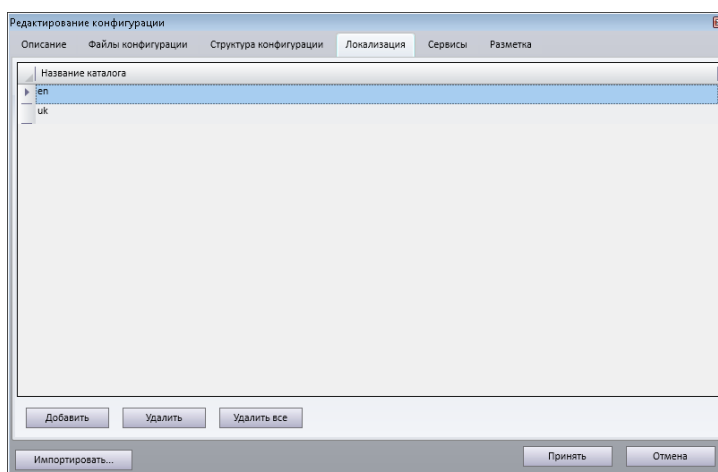 Редактирование конфигурации
Описание Файлы конфигурации Структура конфигурации Локализация Сервисы Разметка
Название каталога
en
uk
Добавить Удалить Удалить все
Импортировать... Принять Отмена